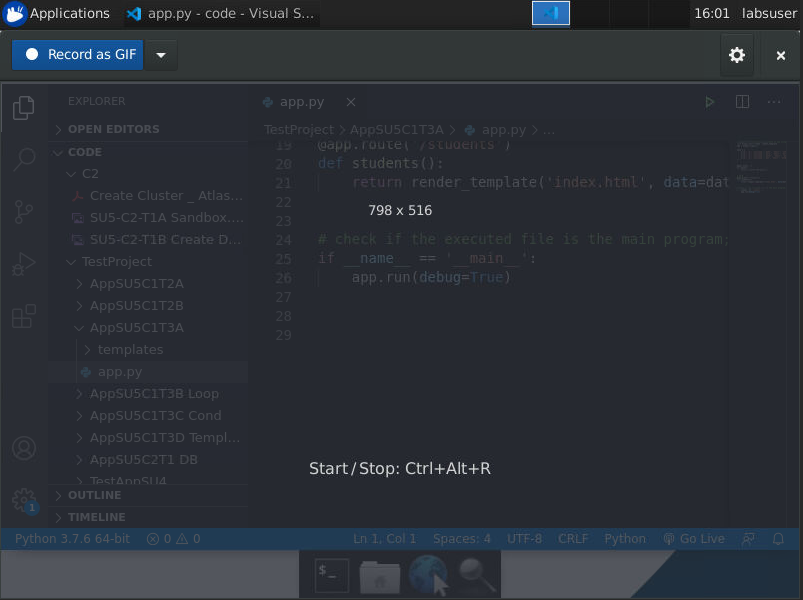 Applications
app.py - code - Visual S...
16:01
labsuser
Record as GIF
EXPLORER
OPEN EDITORS
CODE
C2
Create Cluster _ Atlas...
SU5-C2-T1A Sandbox....
SU5-C2-T1B Create D...
TestProject
AppSU5C1T2A
AppSU5C1T2B
AppSU5C1T3A
templates
app.py
AppSU5C1T3B Loop
AppSU5C1T3C Cond
AppSU5C1T3D Templ...
AppSU5C2T1 DB
TestAppSU4
OUTLINE
TIMELINE
app.py
TestProject > AppSU5C1T3A > app.py > ...
19 @app.route('/students')
20 def students():
21 return render_template('index.html', data=dat
22
798 x 516
23
24 # check if the executed file is the main program:
25 if __name__ == '__main__':
26 app.run(debug=True)
27
28
29
Start/Stop: Ctrl+Alt+R
1
Python 3.7.6 64-bit
0
0
Ln 1, Col 1
Spaces: 4
UTF-8
CRLF
Python
Go Live
$_